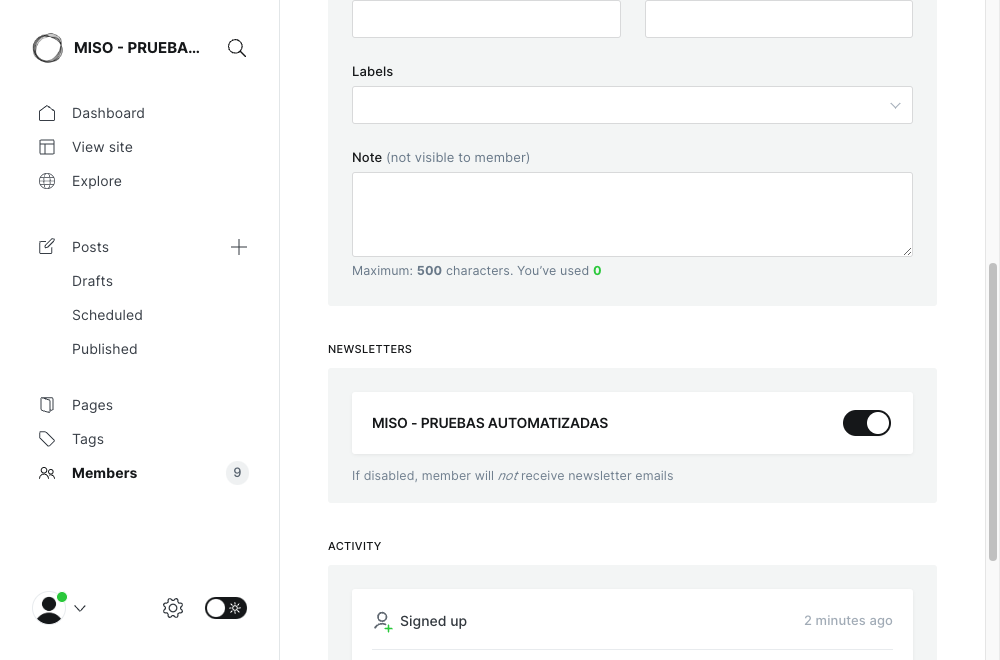 MISO - PRUEBA...
Dashboard
View site
Explore
Posts
Drafts
Scheduled
Published
Pages
Tags
Members 9
Labels
Note (not visible to member)
Maximum: 500 characters. You've used 0
NEWSLETTERS
MISO - PRUEBAS AUTOMATIZADAS
If disabled, member will not receive newsletter emails
ACTIVITY
Signed up 2 minutes ago